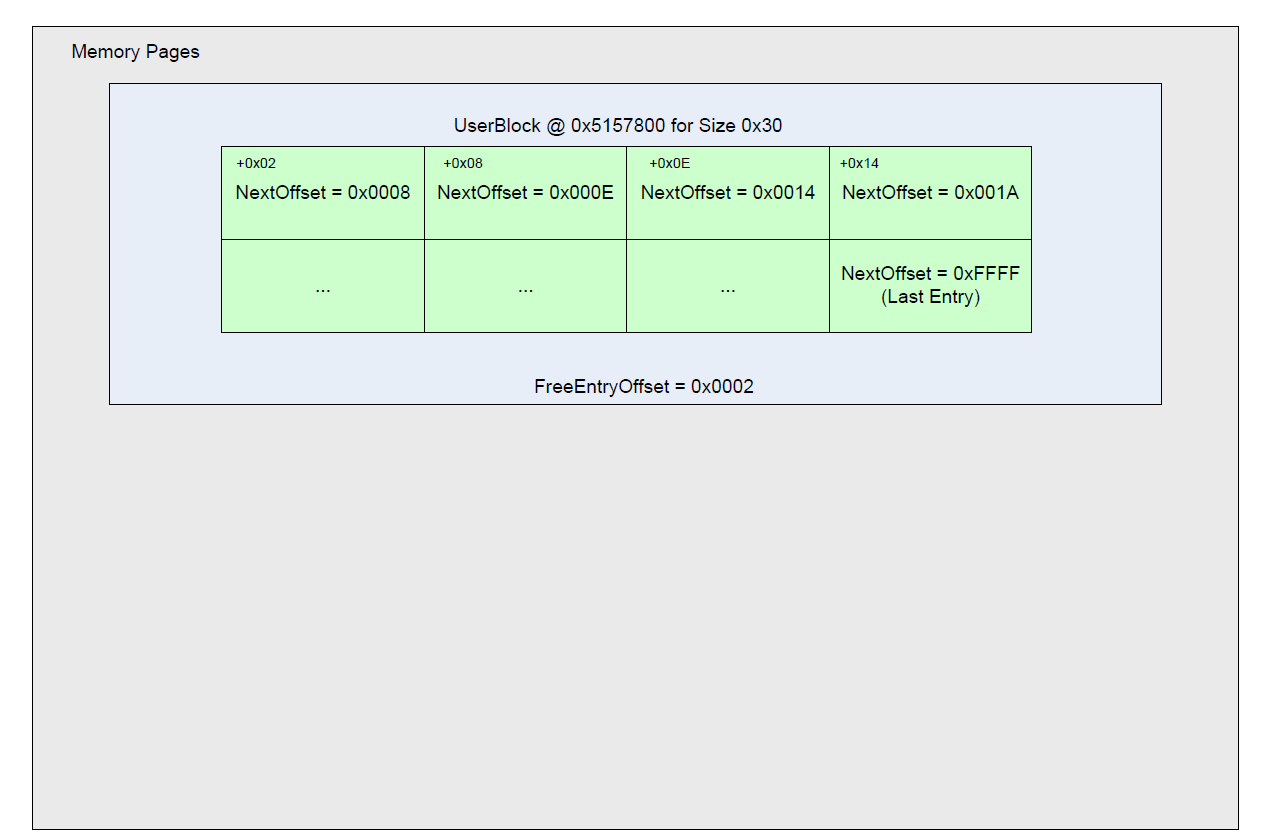 Memory Pages
UserBlock @ 0x5157800 for Size 0x30
+0x02
NextOffset = 0x0008
+0x08
NextOffset = 0x000E
+0x0E
NextOffset = 0x0014
+0x14
NextOffset = 0x001A
...
...
...
NextOffset = 0xFFFF
(Last Entry)
FreeEntryOffset = 0x0002